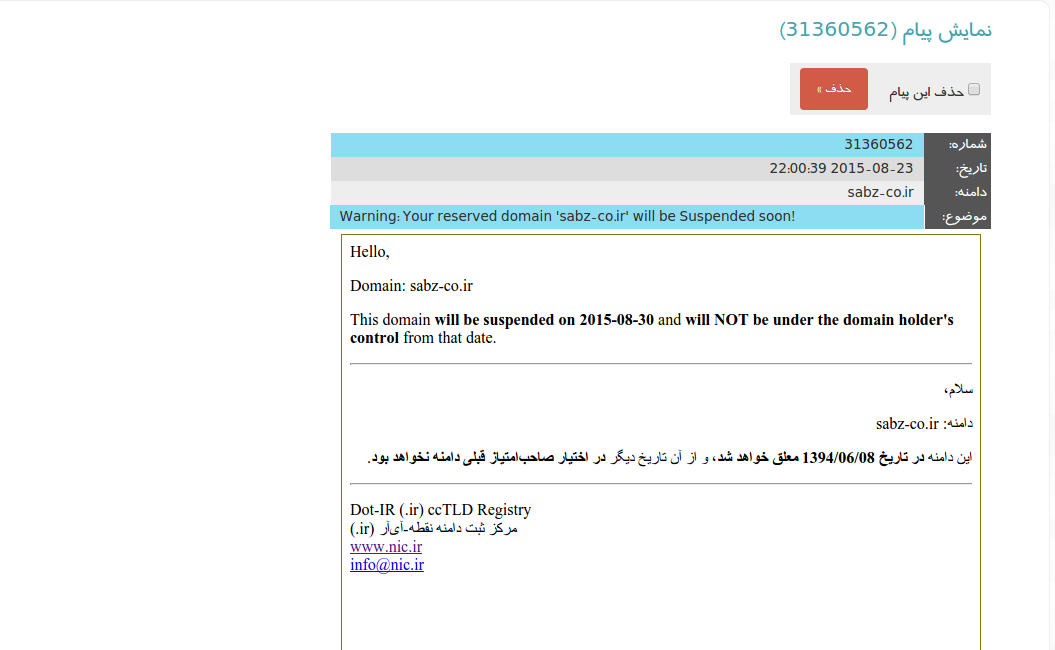 نمایش پیام (31360562)
حذف این پیام
حذف »
شماره: 31360562
تاریخ: 2015-08-23 22:00:39
دامنه: sabz-co.ir
موضوع: Warning: Your reserved domain 'sabz-co.ir' will be Suspended soon!
Hello,
Domain: sabz-co.ir
This domain will be suspended on 2015-08-30 and will NOT be under the domain holder's
control from that date.
سلام،
دامنه: sabz-co.ir
این دامنه در تاریخ 1394/06/08 معلق خواهد شد، و از آن تاریخ دیگر در اختیار صاحب‌امتیاز قبلی دامنه نخواهد بود.
Dot-IR (.ir) ccTLD Registry
مرکز ثبت دامنه نقطه-آی‌آر (.ir)
www.nic.ir
info@nic.ir